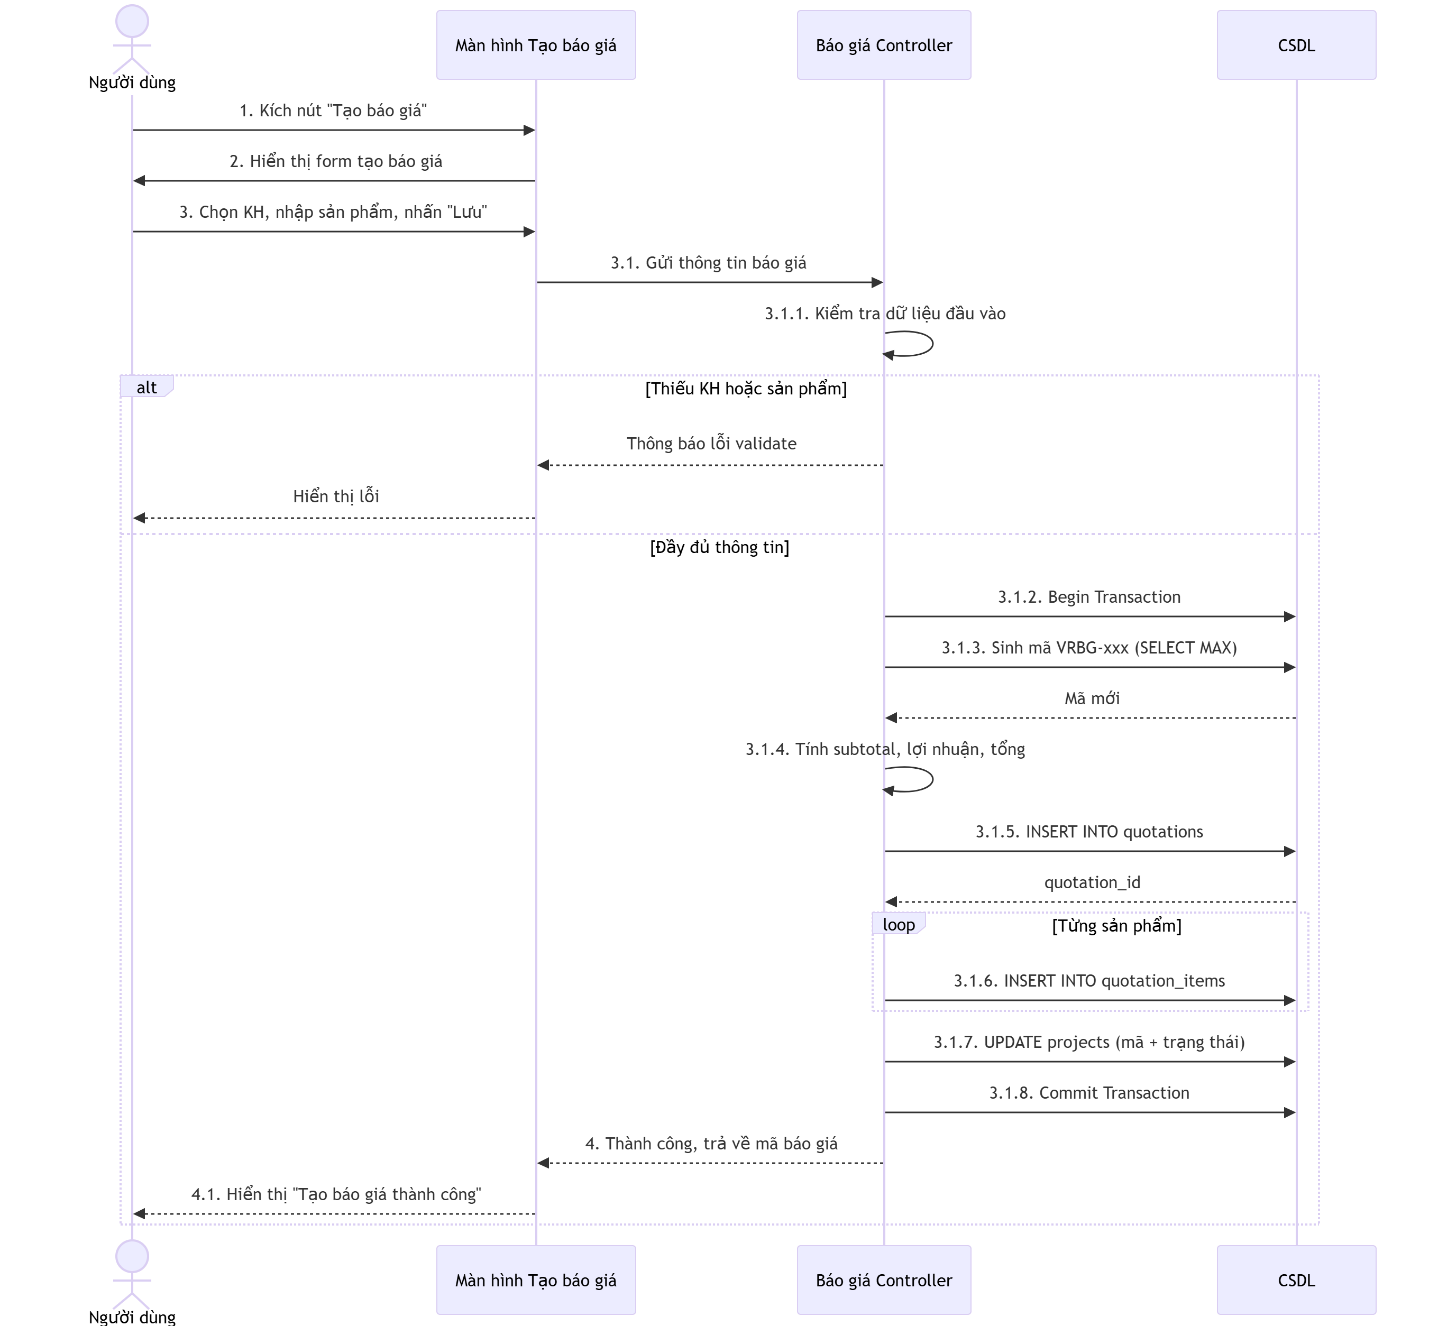 Người dùng
Màn hình Tạo báo giá
Báo giá Controller
CSDL
1. Kích nút "Tạo báo giá"
2. Hiển thị form tạo báo giá
3. Chọn KH, nhập sản phẩm, nhấn "Lưu"
3.1. Gửi thông tin báo giá
3.1.1. Kiểm tra dữ liệu đầu vào
alt
[Thiếu KH hoặc sản phẩm]
Thông báo lỗi validate
Hiển thị lỗi
[Đầy đủ thông tin]
3.1.2. Begin Transaction
3.1.3. Sinh mã VRBG-xxx (SELECT MAX)
Mã mới
3.1.4. Tính subtotal, lợi nhuận, tổng
3.1.5. INSERT INTO quotations
quotation_id
loop
[Từng sản phẩm]
3.1.6. INSERT INTO quotation_items
3.1.7. UPDATE projects (mã + trạng thái)
3.1.8. Commit Transaction
4. Thành công, trả về mã báo giá
4.1. Hiển thị "Tạo báo giá thành công"
Người dùng
Màn hình Tạo báo giá
Báo giá Controller
CSDL